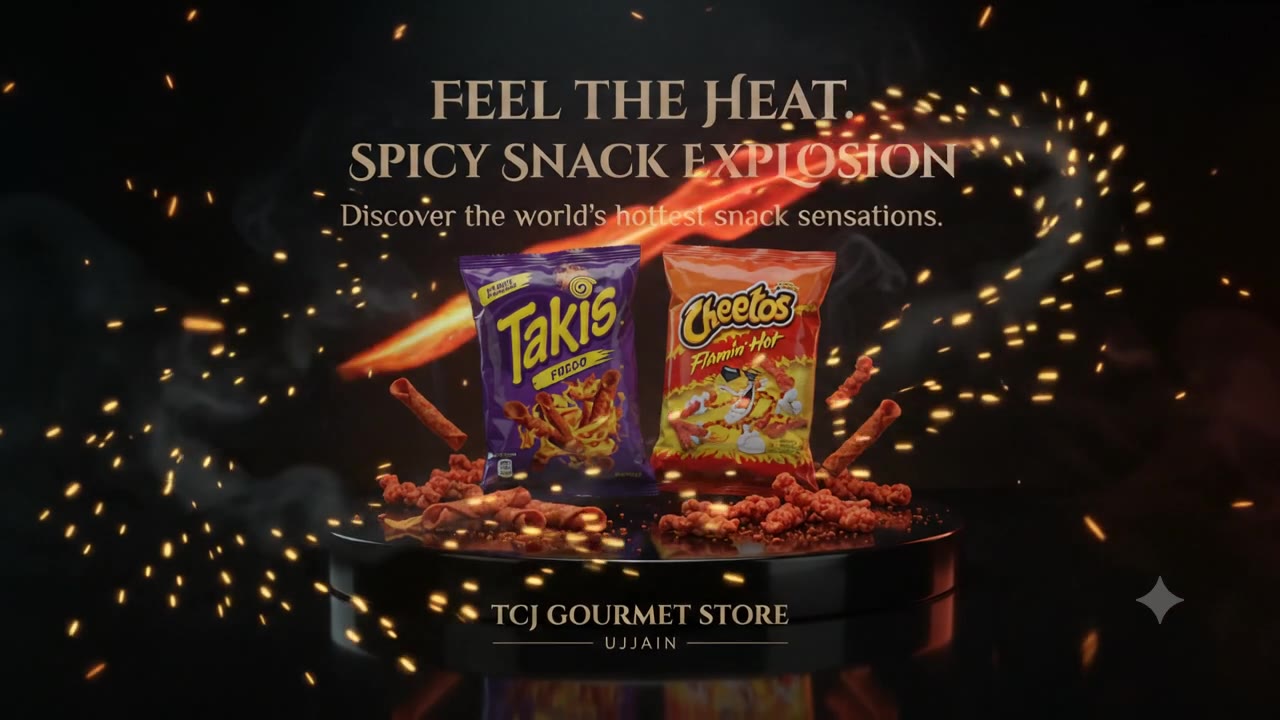 FEEL THE HEAT.
SPICY SNACK EXPLOSION
Discover the world's hottest snack sensations.
Takis
FUEGO
Cheetos
Flamin' Hot
TCJ GOURMET STORE
UJJAIN